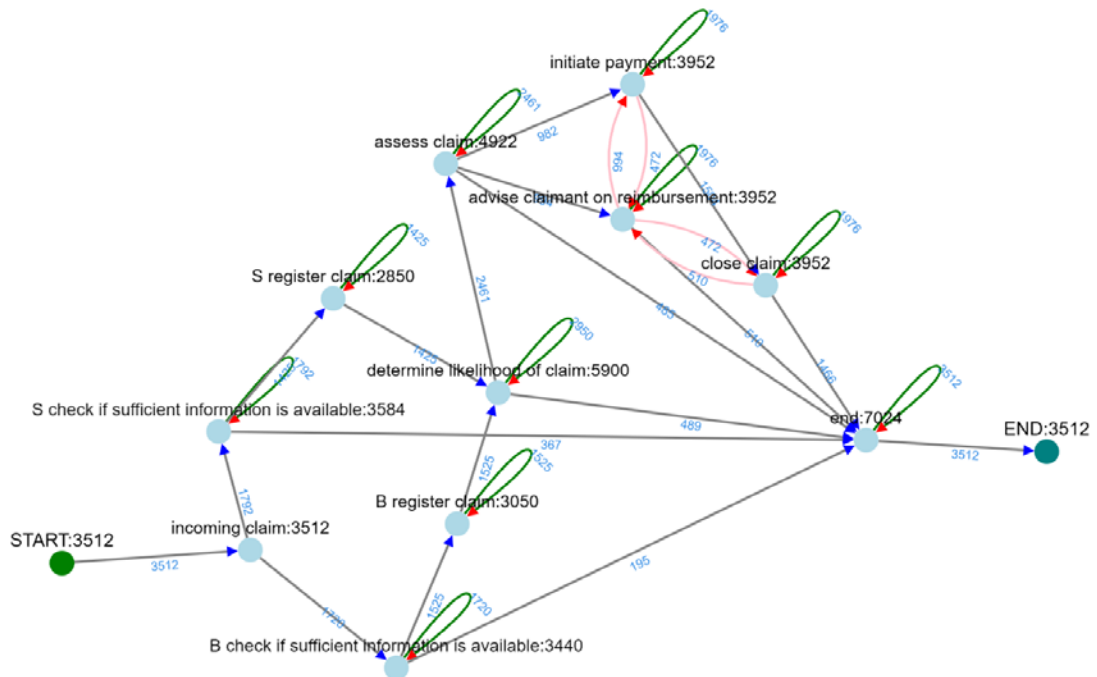 1976
initiate payment:3952
2461
982
assess claim:4922
994
472
1976
advise claimant on reimbursement:3952
1425
1976
472
close claim:3952
S register claim:2850
510
2461
485
1425
2950
510
1466
determine likelihood of claim:5900
1792
3512
S check if sufficient information is available:3584
end:7024
489
367
END:3512
3512
1525
1525
B register claim:3050
1792
incoming claim:3512
START:3512
3512
195
1525
1720
1720
B check if sufficient information is available:3440